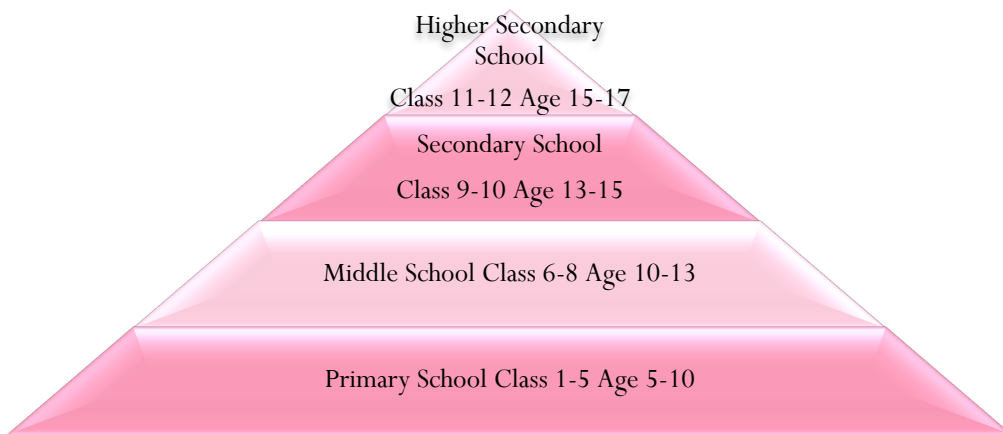 Higher Secondary
School
Class 11-12 Age 15-17
Secondary School
Class 9-10 Age 13-15
Middle School Class 6-8 Age 10-13
Primary School Class 1-5 Age 5-10